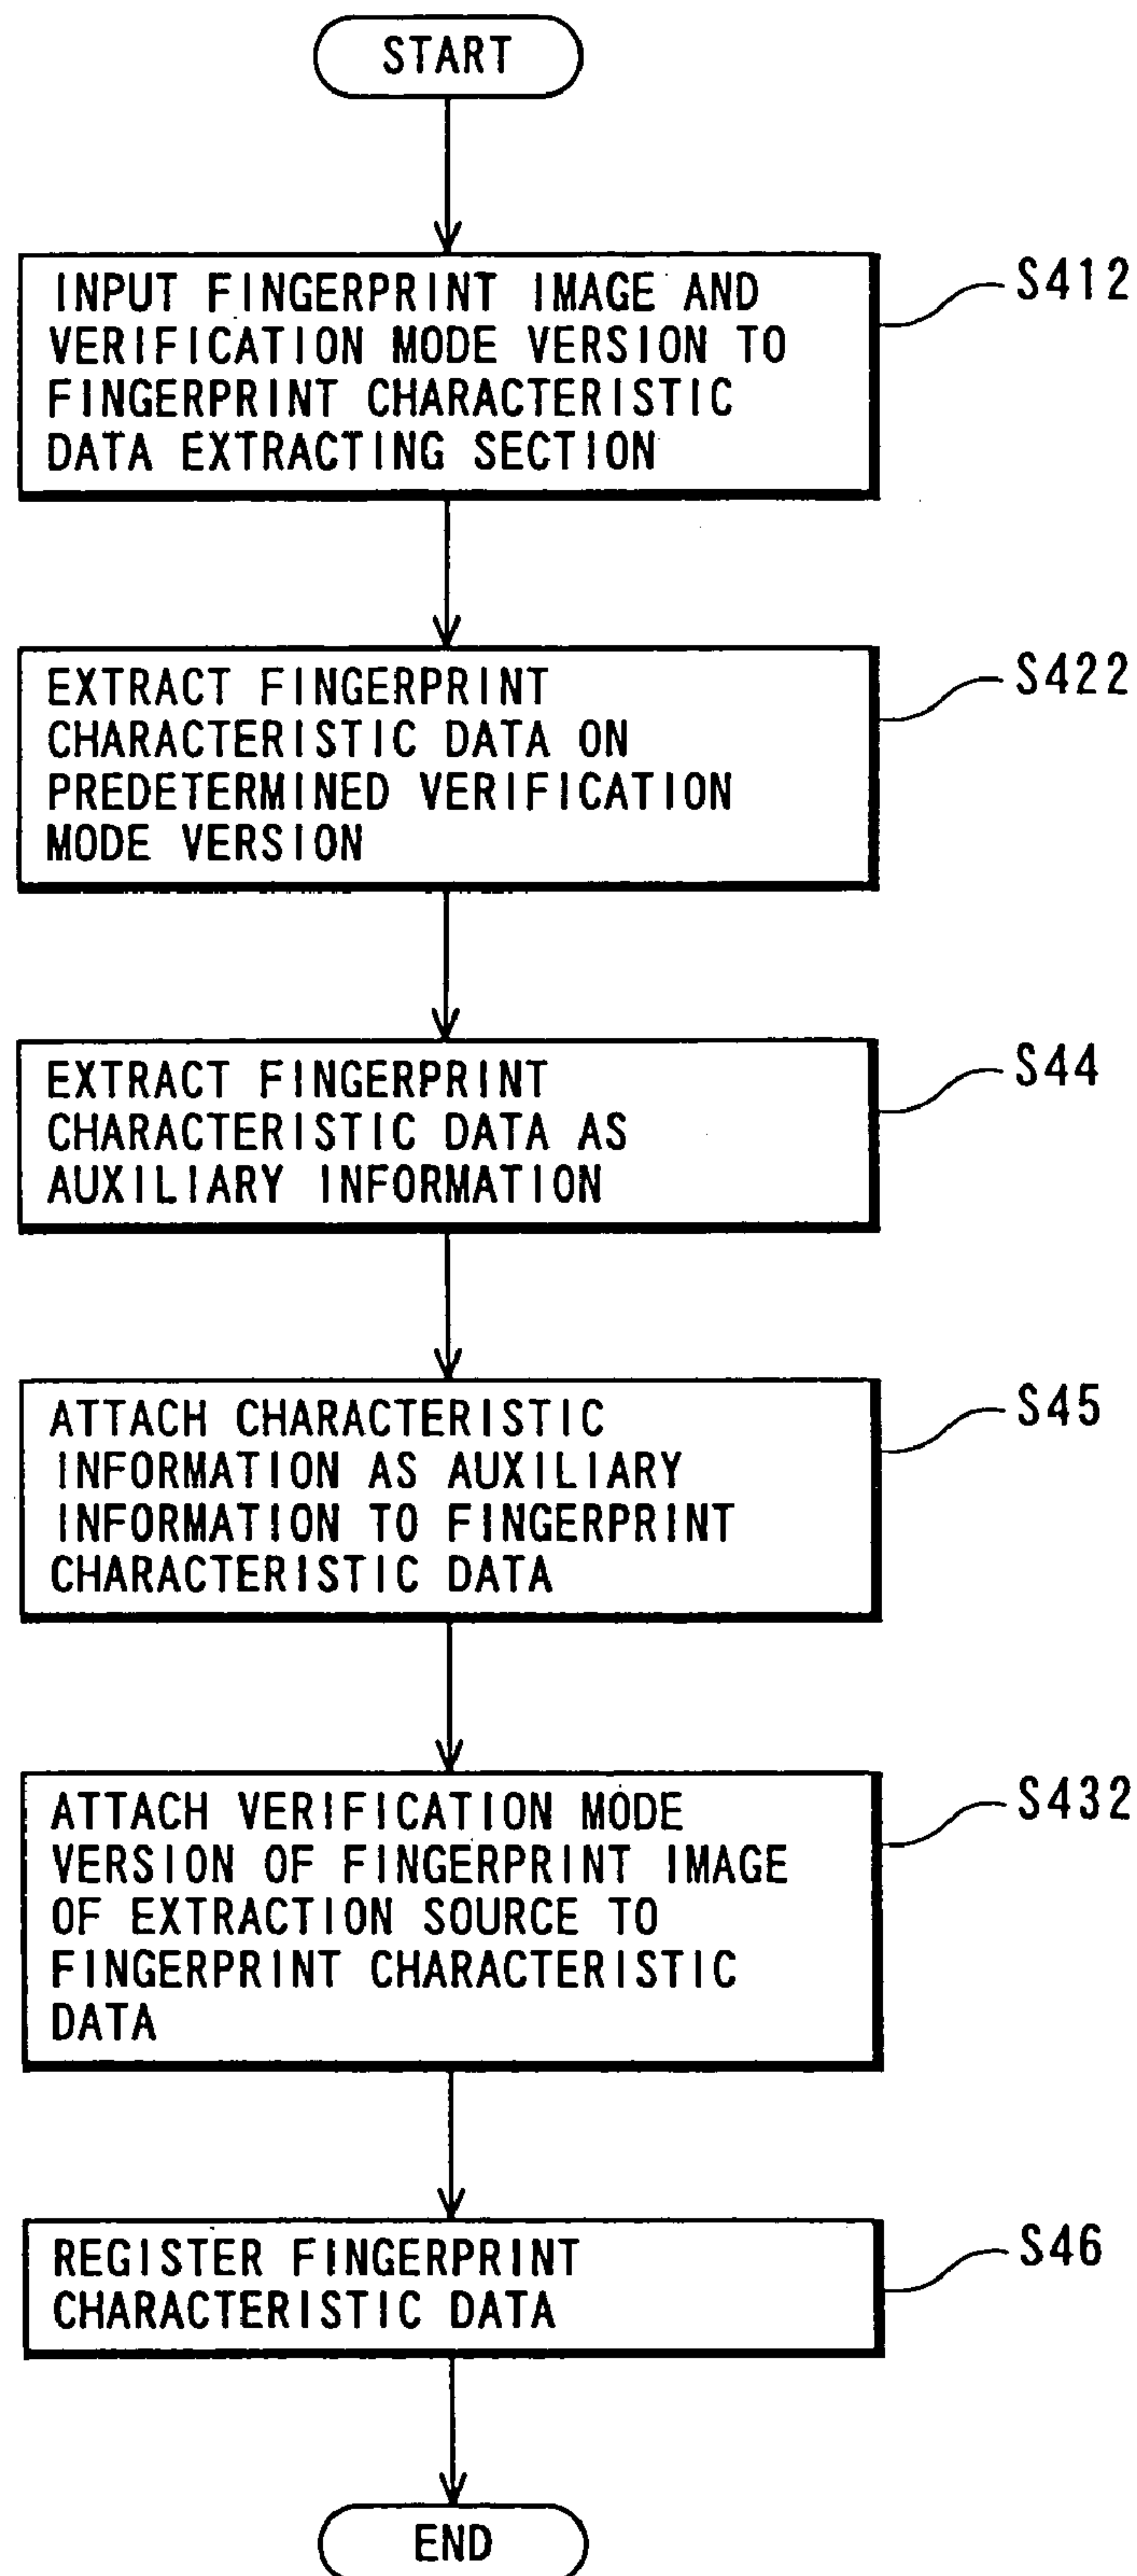 START
INPUT FINGERPRINT IMAGE AND
VERIFICATION MODE VERSION TO
FINGERPRINT CHARACTERISTIC
DATA EXTRACTING SECTION
S412
EXTRACT FINGERPRINT
CHARACTERISTIC DATA ON
PREDETERMINED VERIFICATION
MODE VERSION
S422
EXTRACT FINGERPRINT
CHARACTERISTIC DATA AS
AUXILIARY INFORMATION
S44
ATTACH CHARACTERISTIC
INFORMATION AS AUXILIARY
INFORMATION TO FINGERPRINT
CHARACTERISTIC DATA
S45
ATTACH VERIFICATION MODE
VERSION OF FINGERPRINT IMAGE
OF EXTRACTION SOURCE TO
FINGERPRINT CHARACTERISTIC
DATA
S432
REGISTER FINGERPRINT
CHARACTERISTIC DATA
S46
END